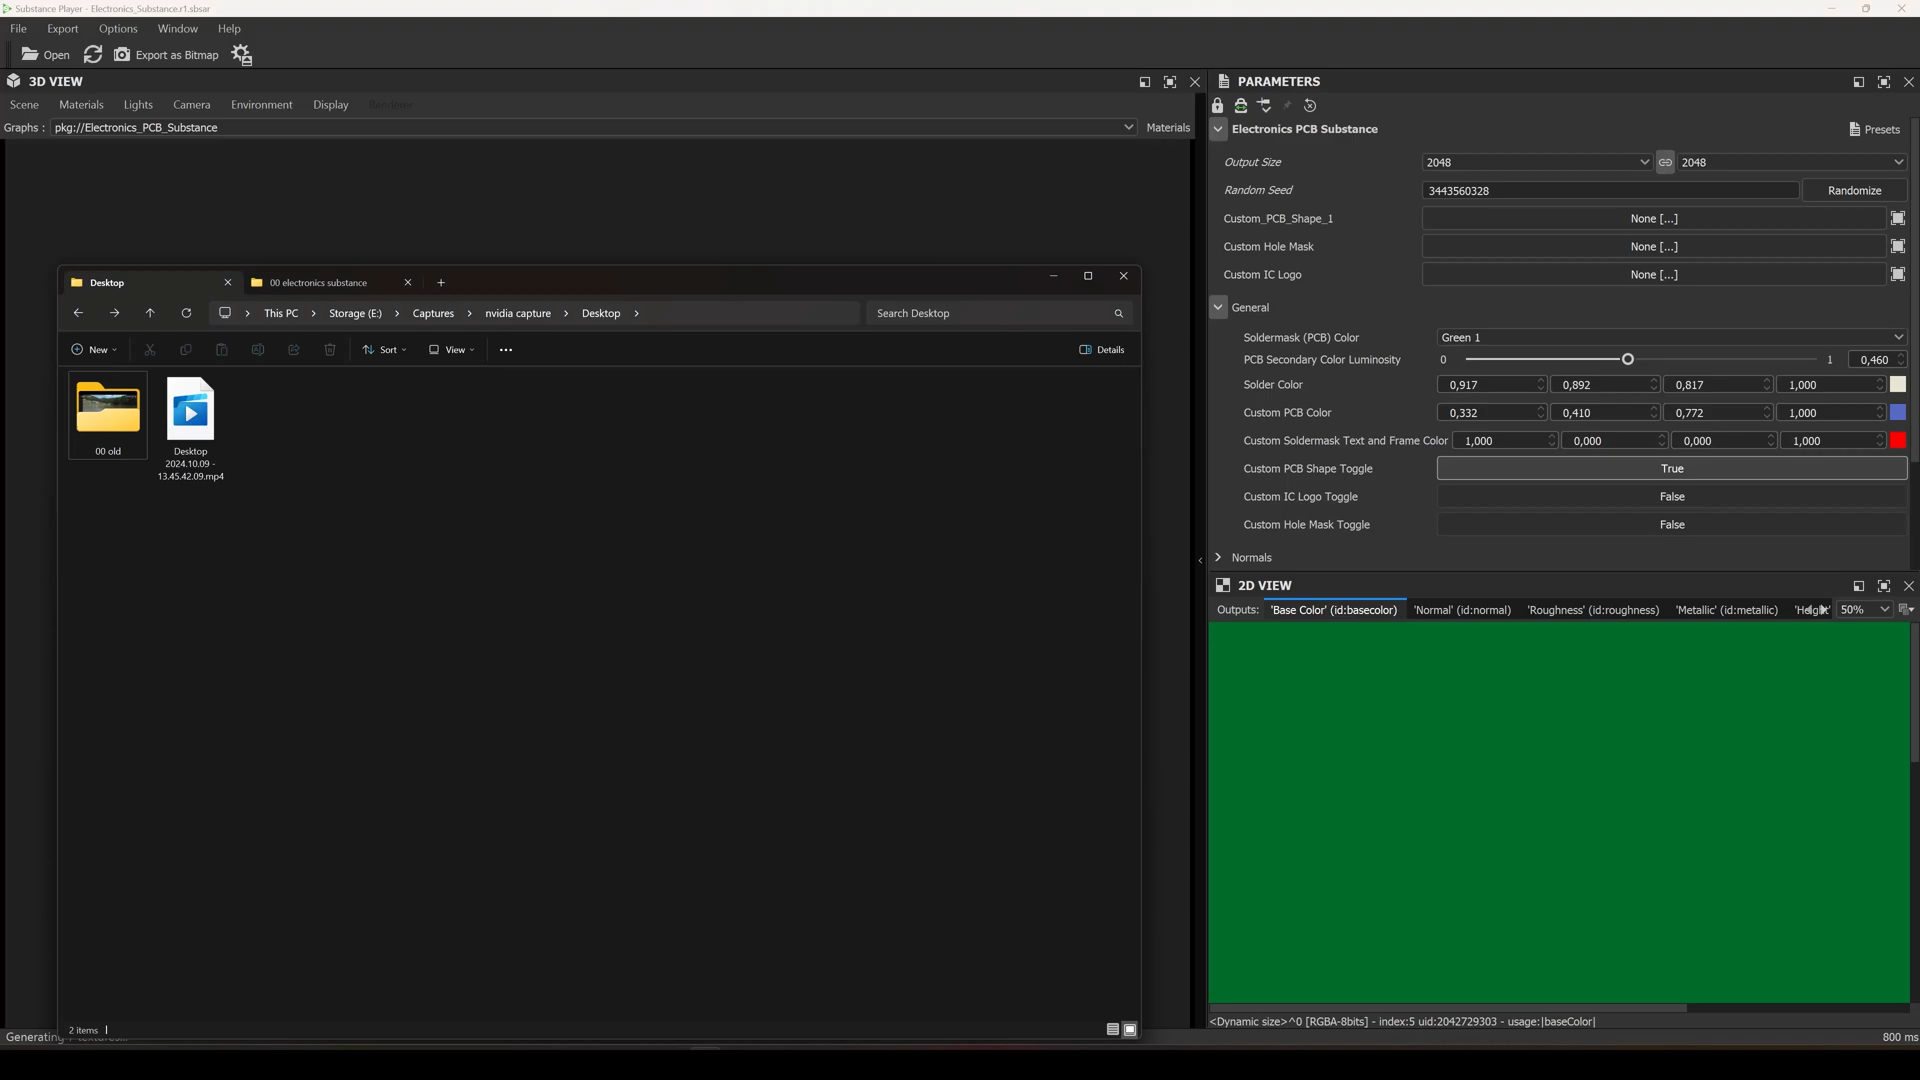 Substance Player - Electronics_Substance.r1.sbsar
File Export Options Window Help
Open Export as Bitmap
3D VIEW
Scene Materials Lights Camera Environment Display Renderer
Graphs : pkg://Electronics_PCB_Substance Materials
Desktop 00 electronics substance
This PC > Storage (E:) > Captures > nvidia capture > Desktop > Search Desktop
New Sort View ... Details
00 old
Desktop
2024.10.09 -
13.45.42.09.mp4
2 items
Generating 7 textures...
PARAMETERS
Electronics PCB Substance Presets
Output Size 2048 2048
Random Seed 3443560328 Randomize
Custom_PCB_Shape_1 None [...]
Custom Hole Mask None [...]
Custom IC Logo None [...]
General
Soldermask (PCB) Color Green 1
PCB Secondary Color Luminosity 0 1 0,460
Solder Color 0,917 0,892 0,817 1,000
Custom PCB Color 0,332 0,410 0,772 1,000
Custom Soldermask Text and Frame Color 1,000 0,000 0,000 1,000
Custom PCB Shape Toggle True
Custom IC Logo Toggle False
Custom Hole Mask Toggle False
Normals
2D VIEW
Outputs: 'Base Color' (id:basecolor) 'Normal' (id:normal) 'Roughness' (id:roughness) 'Metallic' (id:metallic) 'Height' 50%
<Dynamic size>^0 [RGBA-8bits] - index:5 uid:2042729303 - usage:|baseColor|
800 ms